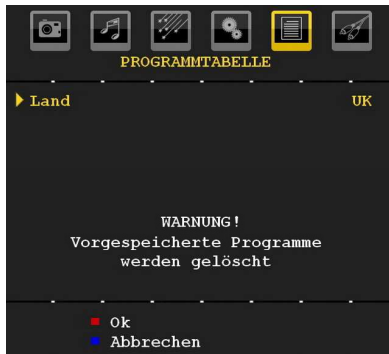 PROGRAMMTABELLE
Land UK
WARNUNG!
Vorgespeicherte Programme
werden gelöscht
Ok
Abbrechen